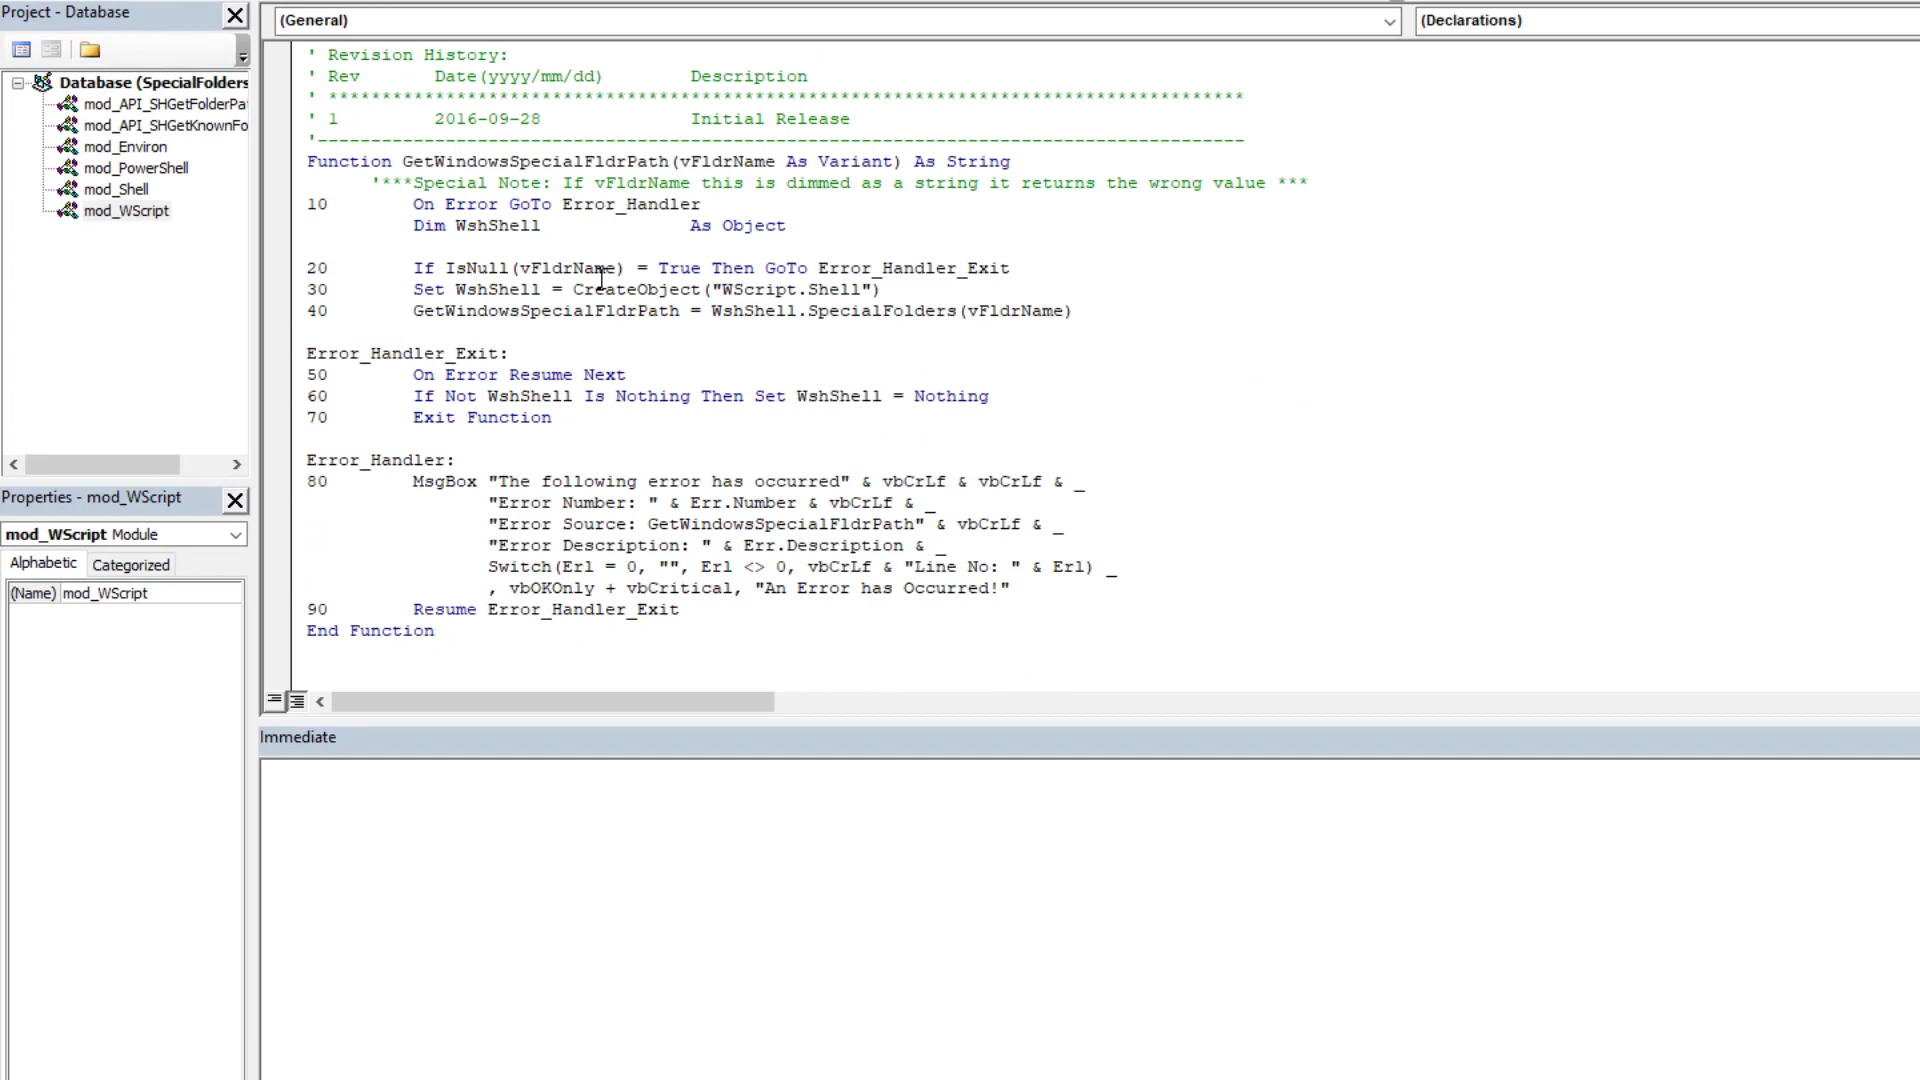 Project - Database
Database (SpecialFolders
mod_API_SHGetFolderPa
mod_API_SHGetKnownFo
mod_Environ
mod_PowerShell
mod_Shell
mod_WScript
Properties - mod_WScript
mod_WScript Module
Alphabetic Categorized
(Name) mod_WScript
(General) (Declarations)
' Revision History:
' Rev Date(yyyy/mm/dd) Description
' **************************************************************************************
' 1 2016-09-28 Initial Release
'---------------------------------------------------------------------------------------
Function GetWindowsSpecialFldrPath(vFldrName As Variant) As String
'***Special Note: If vFldrName this is dimmed as a string it returns the wrong value ***
10 On Error GoTo Error_Handler
Dim WshShell As Object
20 If IsNull(vFldrName) = True Then GoTo Error_Handler_Exit
30 Set WshShell = CreateObject("WScript.Shell")
40 GetWindowsSpecialFldrPath = WshShell.SpecialFolders(vFldrName)
Error_Handler_Exit:
50 On Error Resume Next
60 If Not WshShell Is Nothing Then Set WshShell = Nothing
70 Exit Function
Error_Handler:
80 MsgBox "The following error has occurred" & vbCrLf & vbCrLf & _
"Error Number: " & Err.Number & vbCrLf & _
"Error Source: GetWindowsSpecialFldrPath" & vbCrLf & _
"Error Description: " & Err.Description & _
Switch(Erl = 0, "", Erl <> 0, vbCrLf & "Line No: " & Erl) _
, vbOKOnly + vbCritical, "An Error has Occurred!"
90 Resume Error_Handler_Exit
End Function
Immediate